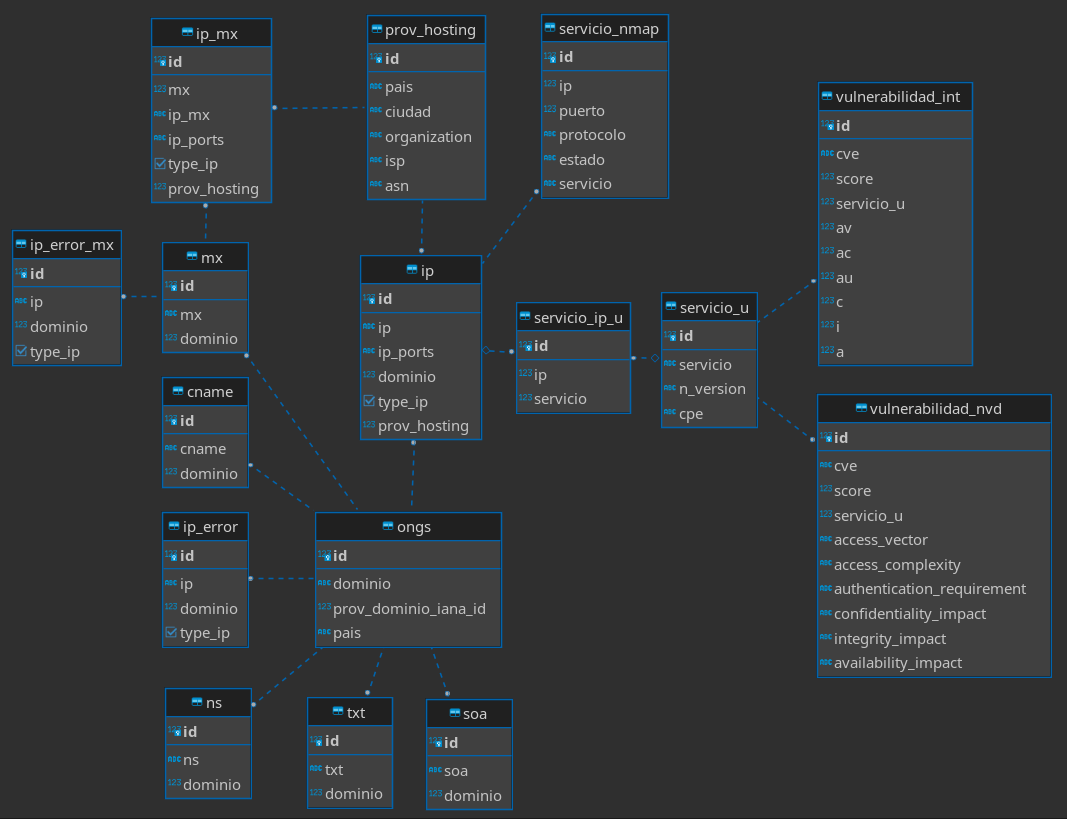 ip_mx
id
mx
ip_mx
ip_ports
type_ip
prov_hosting
prov_hosting
id
pais
ciudad
organization
isp
asn
servicio_nmap
id
ip
puerto
protocolo
estado
servicio
vulnerabilidad_int
id
cve
score
servicio_u
av
ac
au
c
i
a
ip_error_mx
id
ip
dominio
type_ip
mx
id
mx
dominio
ip
id
ip
ip_ports
dominio
type_ip
prov_hosting
servicio_ip_u
id
ip
servicio
servicio_u
id
servicio
n_version
cpe
cname
id
cname
dominio
vulnerabilidad_nvd
id
cve
score
servicio_u
access_vector
access_complexity
authentication_requirement
confidentiality_impact
integrity_impact
availability_impact
ip_error
id
ip
dominio
type_ip
ongs
id
dominio
prov_dominio_iana_id
pais
ns
id
ns
dominio
txt
id
txt
dominio
soa
id
soa
dominio